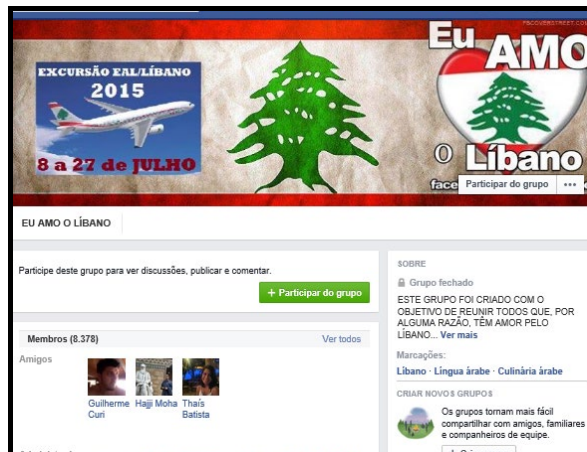 FBCOVERSTREET.COM
Eu AMO
o Líbano
EXCURSÃO EAL/LÍBANO
2015
8 a 27 de JULHO
face
Participar do grupo
EU AMO O LÍBANO
Participe deste grupo para ver discussões, publicar e comentar.
+ Participar do grupo
Membros (8.378) Ver todos
Amigos
Guilherme Curi
Hajji Moha
Thaís Batista
SOBRE
Grupo fechado
ESTE GRUPO FOI CRIADO COM O
OBJETIVO DE REUNIR TODOS QUE, POR
ALGUMA RAZÃO, TÊM AMOR PELO
LÍBANO... Ver mais
Marcações:
Líbano · Língua árabe · Culinária árabe
CRIAR NOVOS GRUPOS
Os grupos tornam mais fácil
compartilhar com amigos, familiares
e companheiros de equipe.